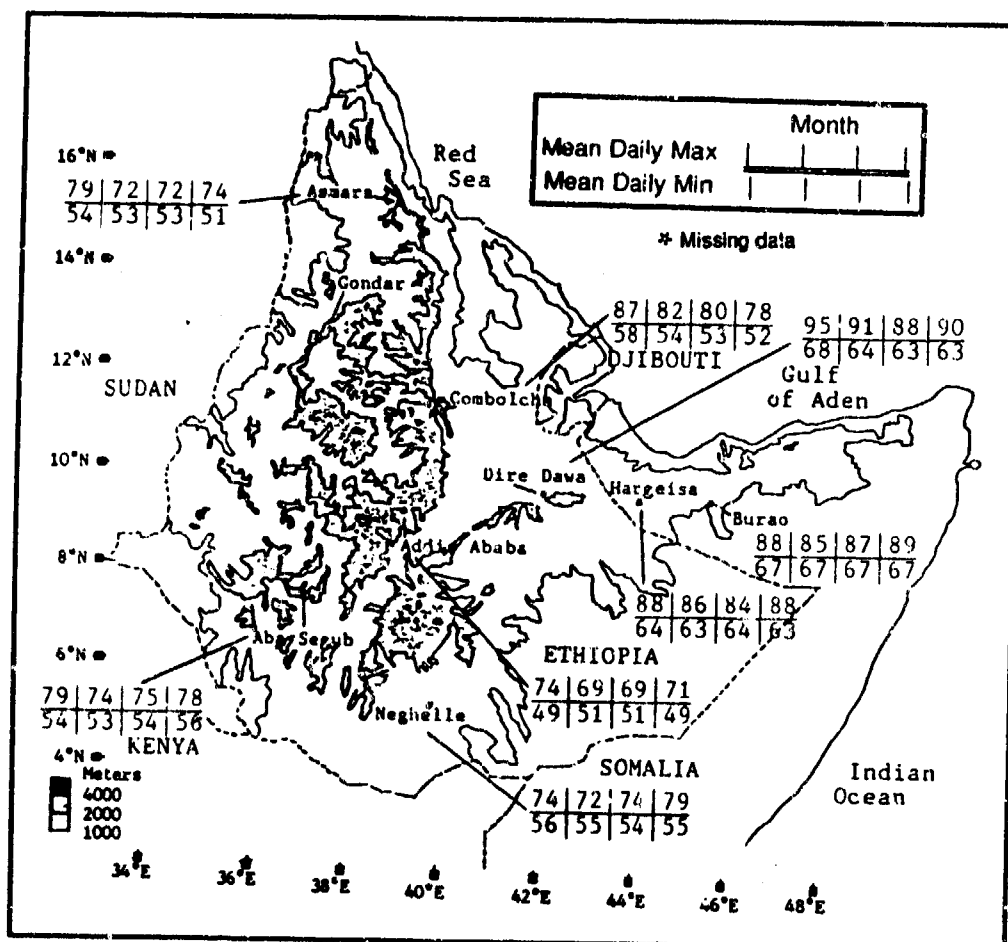 Month
Mean Daily Max
Mean Daily Min
* Missing data
16°N
Red
Sea
Asmara
79 72 72 74
54 53 53 51
14°N
Gondar
87 82 80 78
58 54 53 52
DJIBOUTI
95 91 88 90
68 64 63 63
12°N
SUDAN
Gulf
of Aden
Combolcha
10°N
Dire Dawa
Hargeisa
Burao
8°N
Addis Ababa
88 85 87 89
67 67 67 67
88 86 84 88
64 63 64 63
6°N
ETHIOPIA
79 74 75 78
54 53 54 56
KENYA
74 69 69 71
49 51 51 49
Neghelle
4°N
SOMALIA
Indian
Ocean
Meters
4000
2000
1000
74 72 74 79
56 55 54 55
34°E
36°E
38°E
40°E
42°E
44°E
46°E
48°E